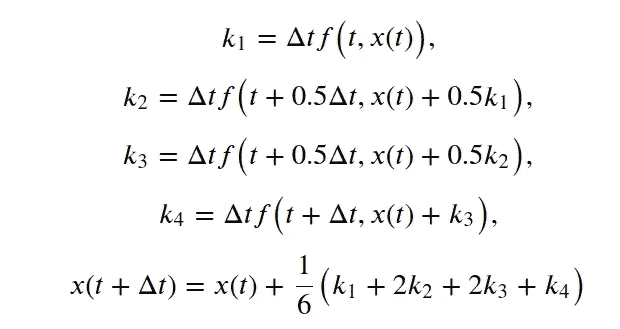 k₁ = Δt f(t, x(t)),
k₂ = Δt f(t + 0.5Δt, x(t) + 0.5k₁),
k₃ = Δt f(t + 0.5Δt, x(t) + 0.5k₂),
k₄ = Δt f(t + Δt, x(t) + k₃),
x(t + Δt) = x(t) + 1/6 (k₁ + 2k₂ + 2k₃ + k₄)